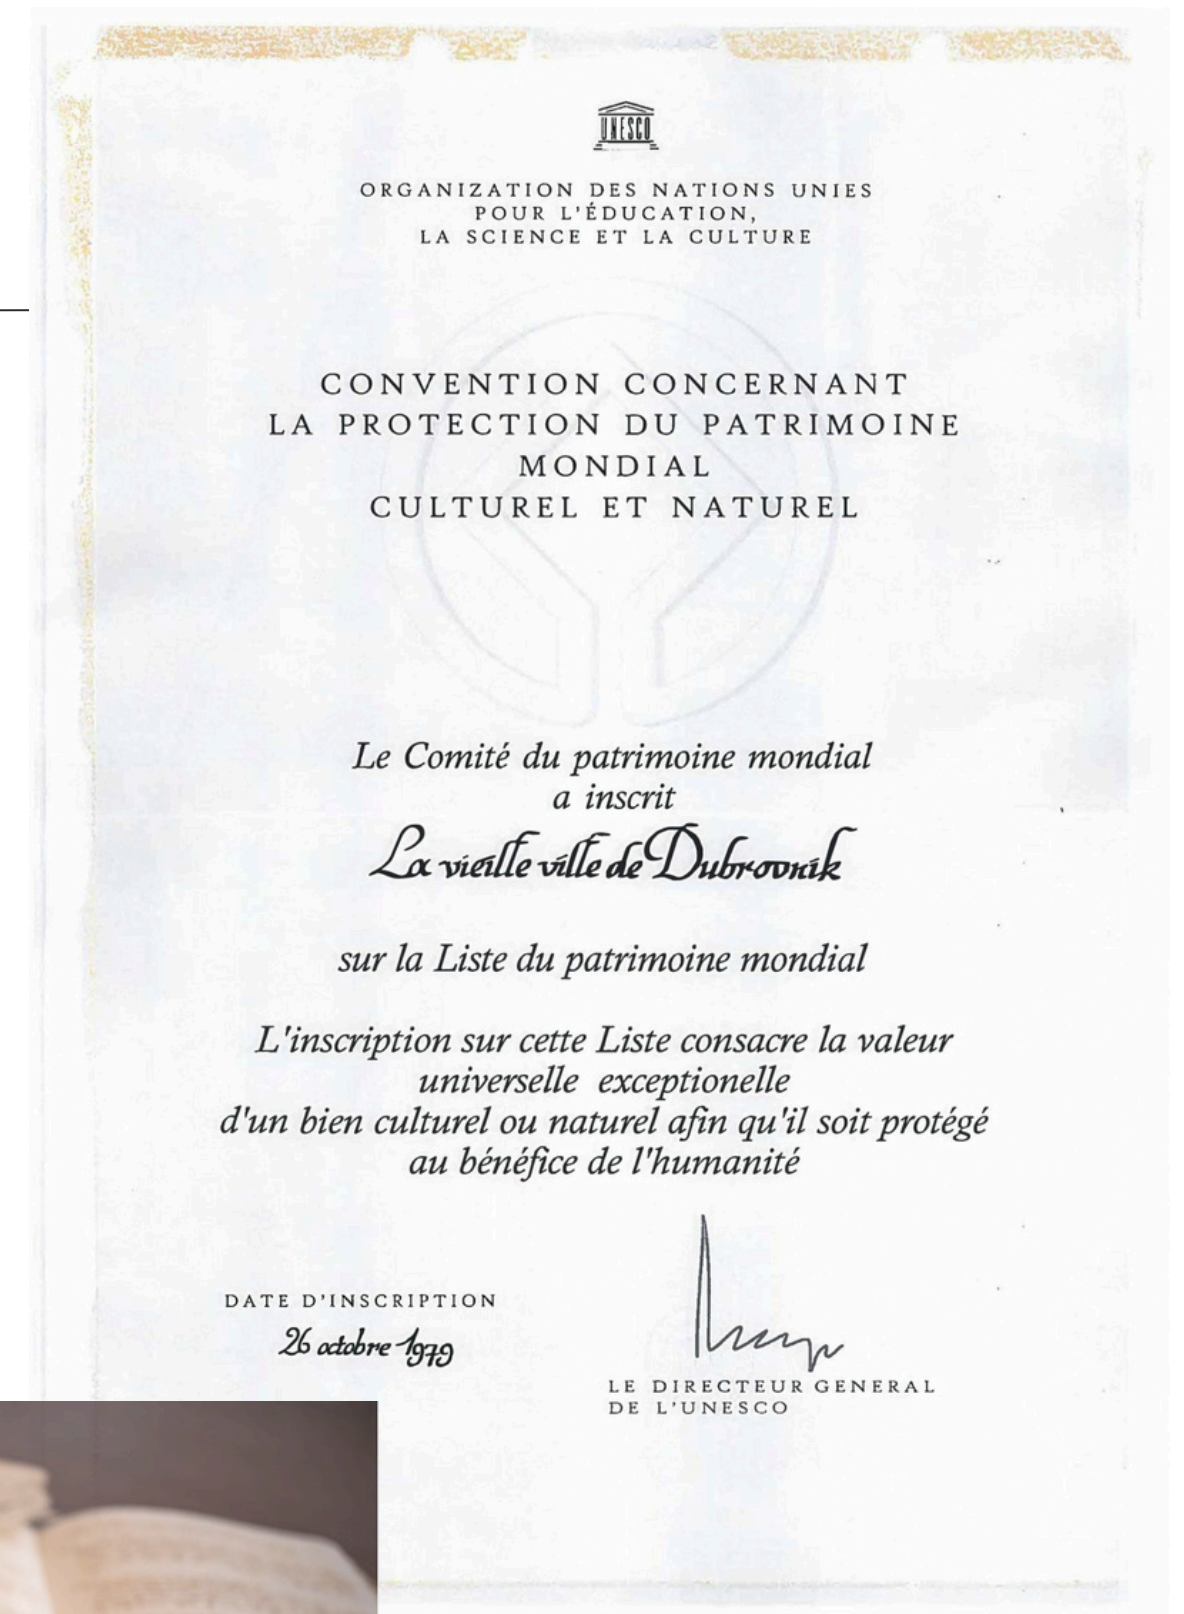 UNESCO
ORGANIZATION DES NATIONS UNIES
POUR L'ÉDUCATION,
LA SCIENCE ET LA CULTURE
CONVENTION CONCERNANT
LA PROTECTION DU PATRIMOINE
MONDIAL
CULTUREL ET NATUREL
Le Comité du patrimoine mondial
a inscrit
La vieille ville de Dubrovnik
sur la Liste du patrimoine mondial
L'inscription sur cette Liste consacre la valeur
universelle exceptionelle
d'un bien culturel ou naturel afin qu'il soit protégé
au bénéfice de l'humanité
DATE D'INSCRIPTION
26 octobre 1979
LE DIRECTEUR GENERAL
DE L'UNESCO